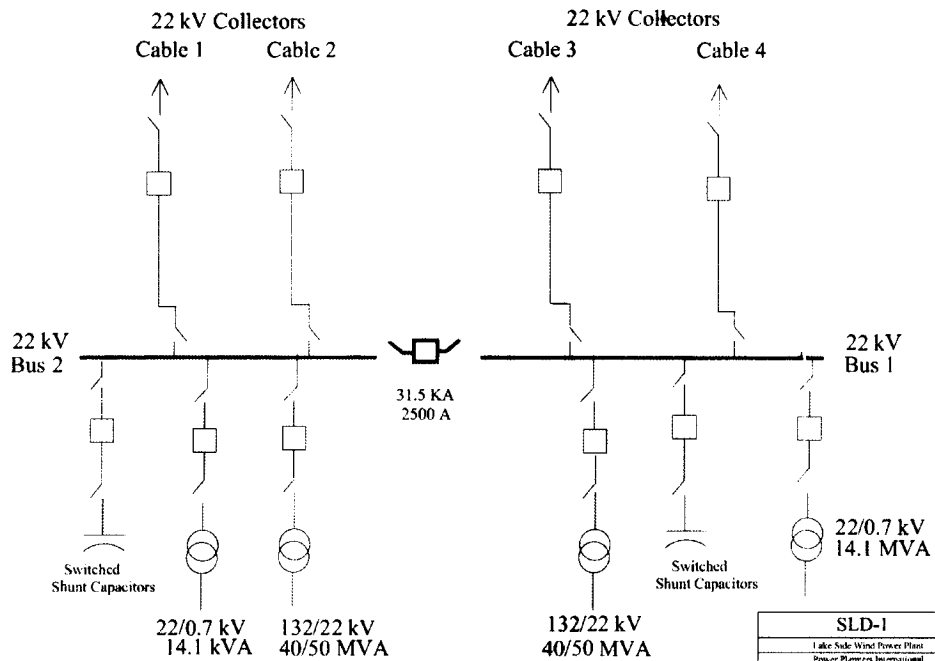 22 kV Collectors
22 kV Collectors
Cable 1
Cable 2
Cable 3
Cable 4
22 kV
Bus 2
22 kV
Bus 1
31.5 KA
2500 A
Switched
Shunt Capacitors
22/0.7 kV
14.1 kVA
132/22 kV
40/50 MVA
132/22 kV
40/50 MVA
Switched
Shunt Capacitors
22/0.7 kV
14.1 MVA
SLD-1
Lake Side Wind Power Plant
Power Planners International